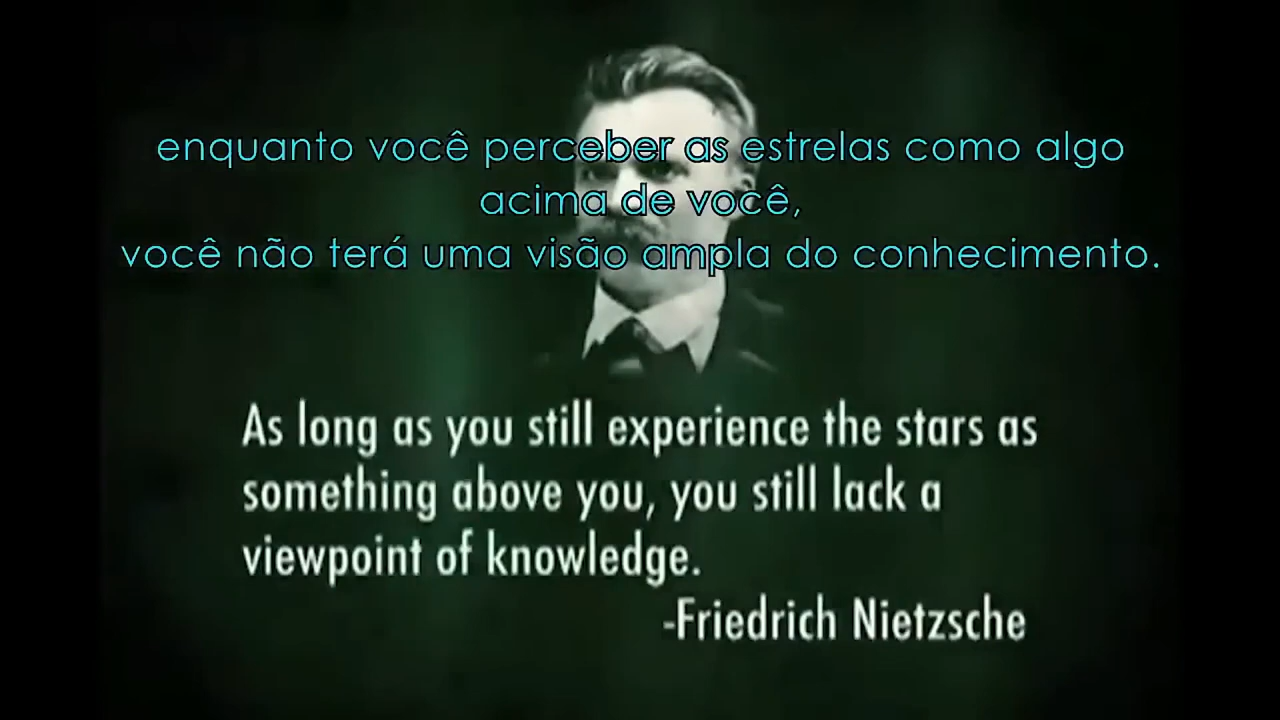 enquanto você perceber as estrelas como algo
acima de você,
você não terá uma visão ampla do conhecimento.
As long as you still experience the stars as
something above you, you still lack a
viewpoint of knowledge.
-Friedrich Nietzsche